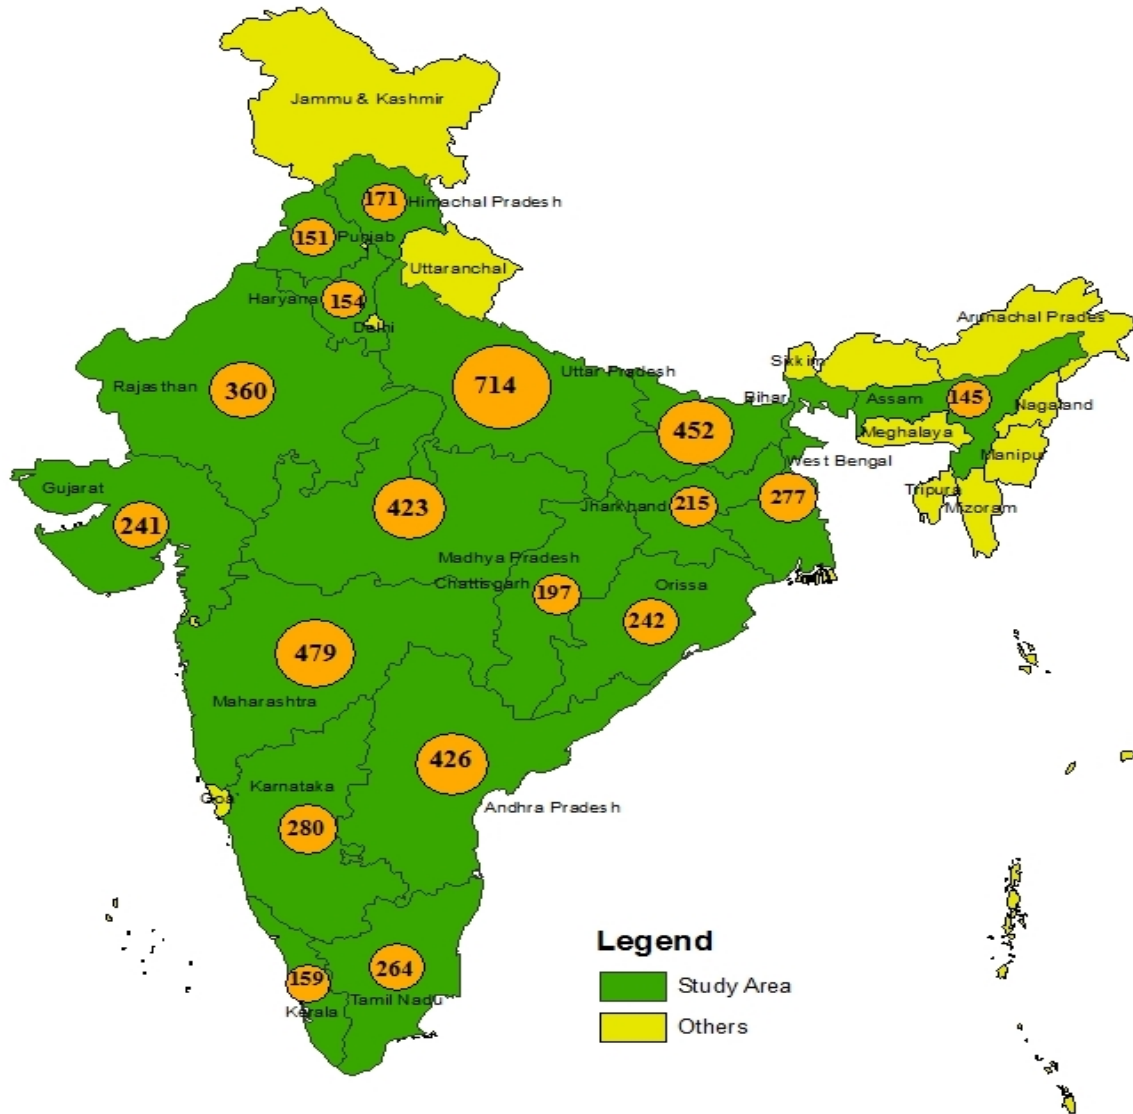 Jammu & Kashmir
171
Himachal Pradesh
151
Punjab
Uttaranchal
Haryana
154
Delhi
Arunachal Prades
Sikkim
Rajasthan
360
714
Uttar Pradesh
Bihar
Assam
145
Nagaland
452
Meghalaya
Manipur
West Bengal
Gujarat
241
423
Jharkhand
215
277
Tripura
Mizoram
Madhya Pradesh
Chattisgarh
197
Orissa
242
479
Maharashtra
426
Karnataka
Goa
280
Andhra Pradesh
159
264
Kerala
Tamil Nadu
Legend
Study Area
Others